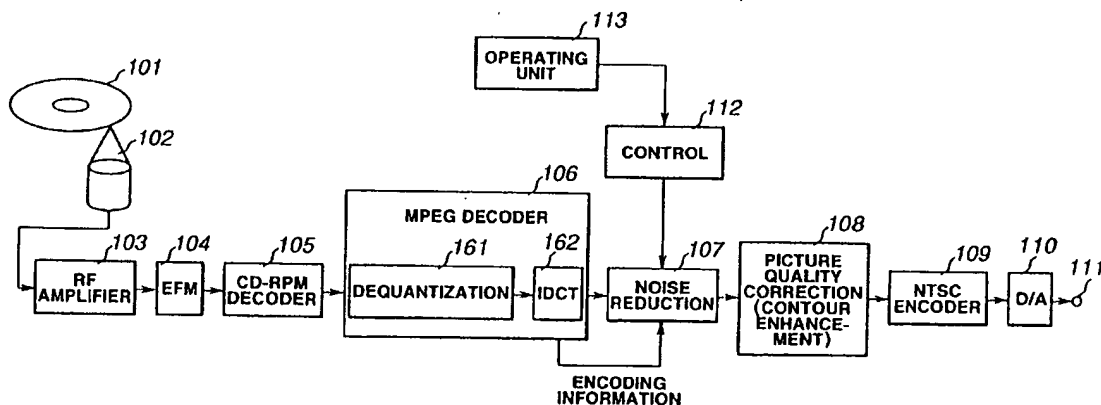 113
OPERATING
UNIT
101
112
102
CONTROL
106
MPEG DECODER
103
RF
AMPLIFIER
104
EFM
105
CD-RPM
DECODER
161
DEQUANTIZATION
162
IDCT
107
NOISE
REDUCTION
108
PICTURE
QUALITY
CORRECTION
(CONTOUR
ENHANCE-
MENT)
109
NTSC
ENCODER
110
D/A
111
ENCODING
INFORMATION